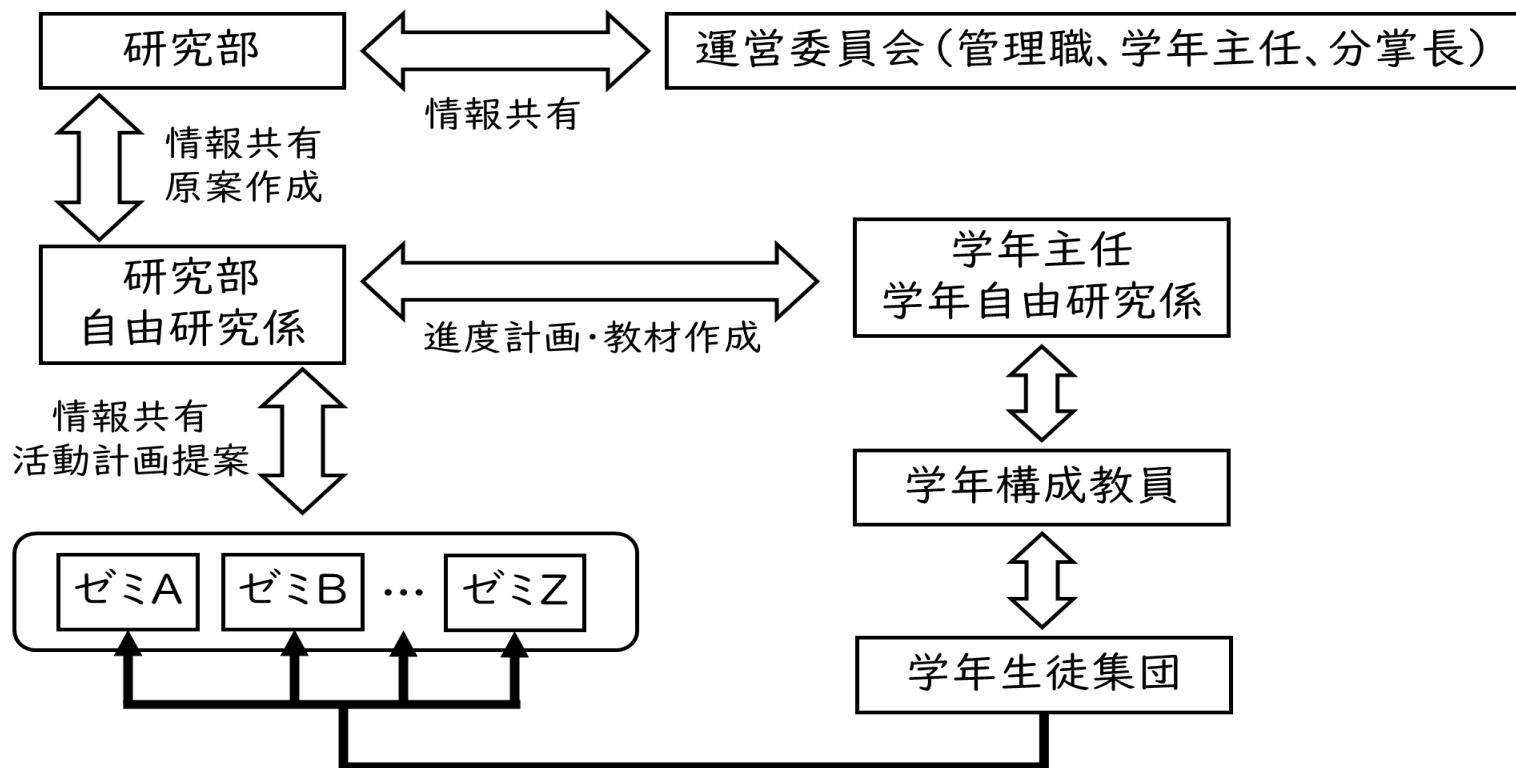 研究部
運営委員会(管理職、学年主任、分掌長)
情報共有
情報共有
原案作成
研究部
自由研究係
学年主任
学年自由研究係
進度計画・教材作成
情報共有
活動計画提案
学年構成教員
ゼミA
ゼミB
…
ゼミZ
学年生徒集団